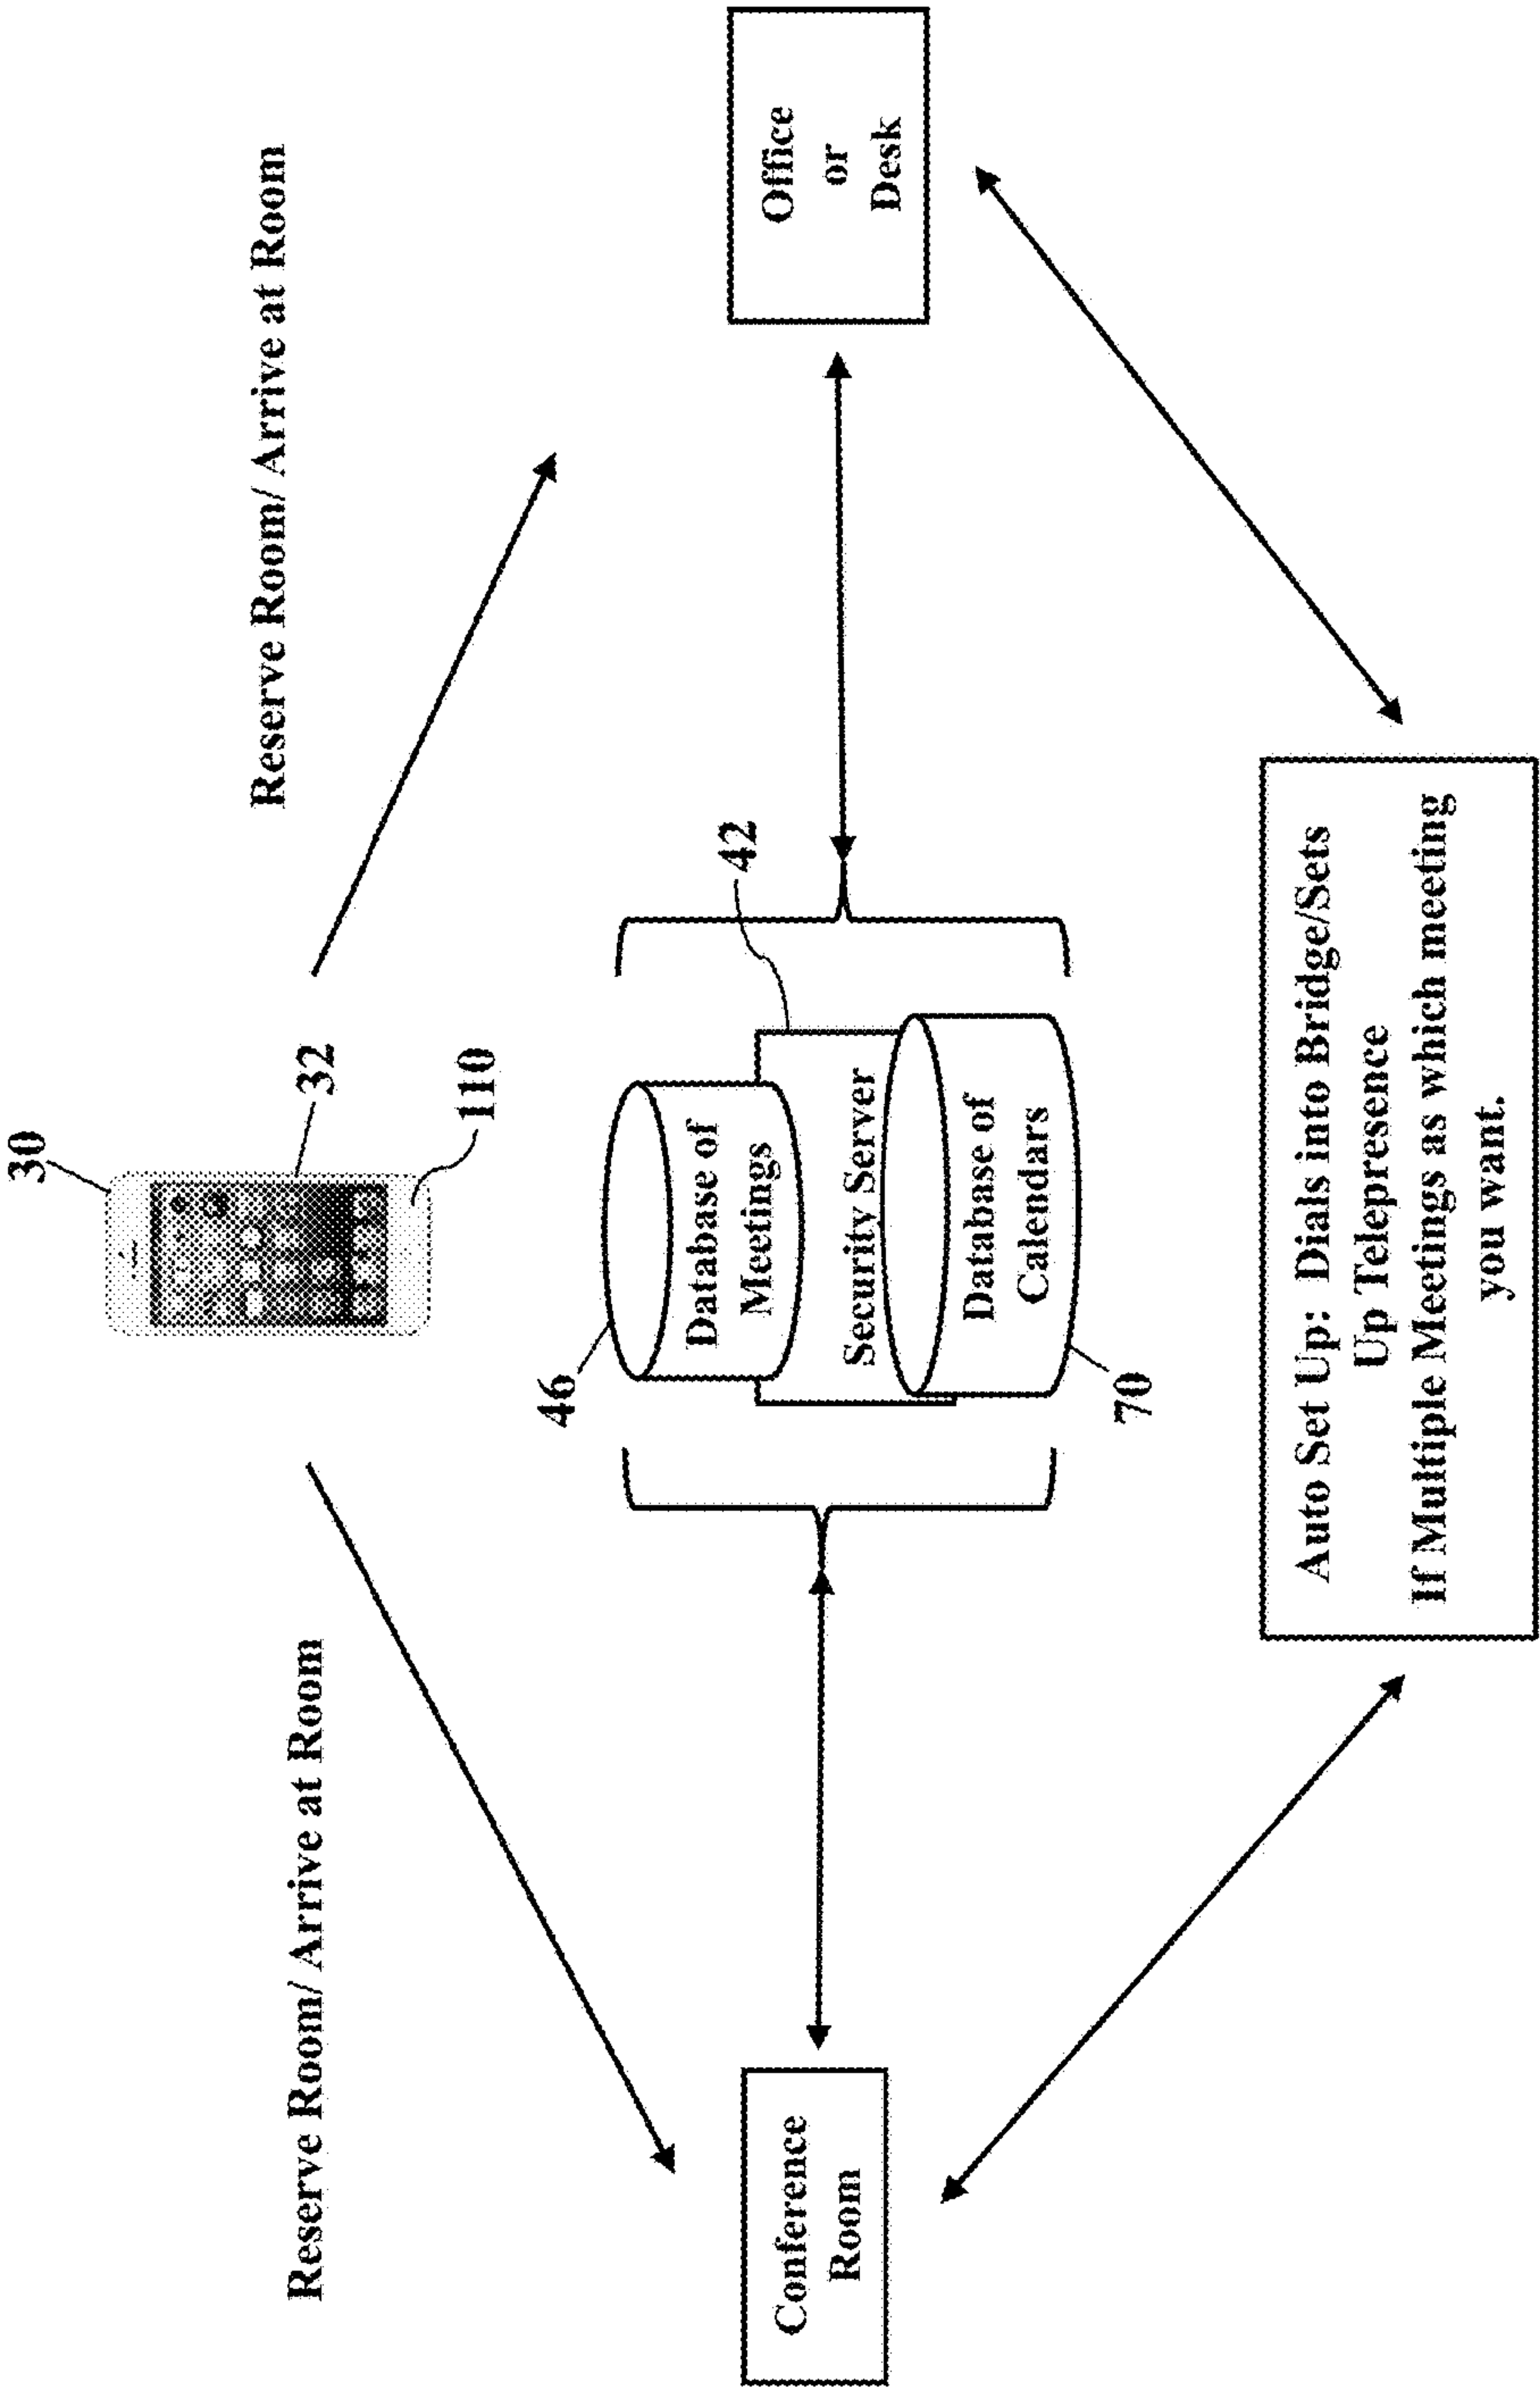 30
32
110
Reserve Room/ Arrive at Room
Reserve Room/ Arrive at Room
46
Database of
Meetings
42
Security Server
Database of
Calendars
70
Conference
Room
Office
or
Desk
Auto Set Up: Dials into Bridge/Sets
Up Telepresence
If Multiple Meetings as which meeting
you want.